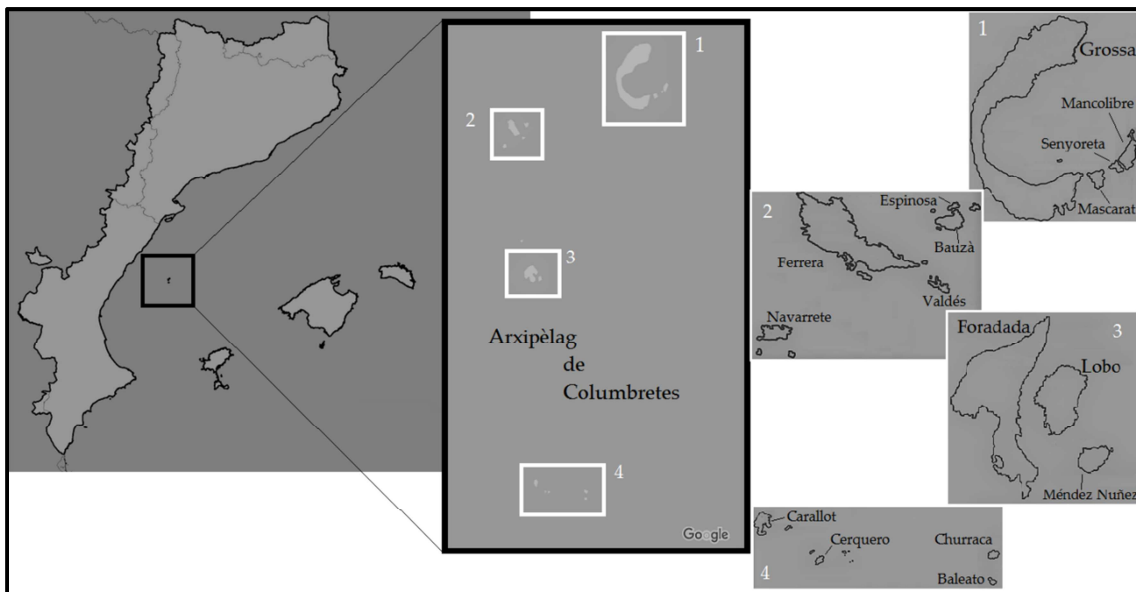 1
2
3
Arxipèlag
de
Columbretes
4
Google
1
Grossa
Mancolibre
Senyoreta
Mascarat
2
Espinosa
Bauzà
Ferrera
Valdés
Navarrete
3
Foradada
Lobo
Méndez Nuñez
Carallot
Cerquero
Churraca
Baleato
4